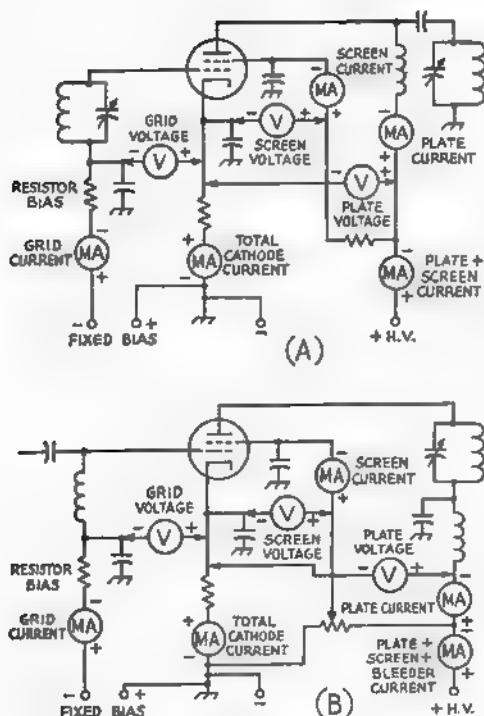 SCREEN
CURRENT
MA
GRID
VOLTAGE
V
SCREEN
VOLTAGE
V
MA
PLATE
CURRENT
RESISTOR
BIAS
V
PLATE
VOLTAGE
GRID
CURRENT
MA
MA
TOTAL
CATHODE
CURRENT
MA
PLATE +
SCREEN
CURRENT
FIXED BIAS
(A)
+ H.V.
MA
SCREEN
CURRENT
GRID
VOLTAGE
V
V
SCREEN
VOLTAGE
PLATE
VOLTAGE
V
RESISTOR
BIAS
MA
PLATE CURRENT
GRID
CURRENT
MA
MA
TOTAL
CATHODE
CURRENT
MA
PLATE +
SCREEN +
BLEEDER
CURRENT
FIXED BIAS
(B)
+ H.V.